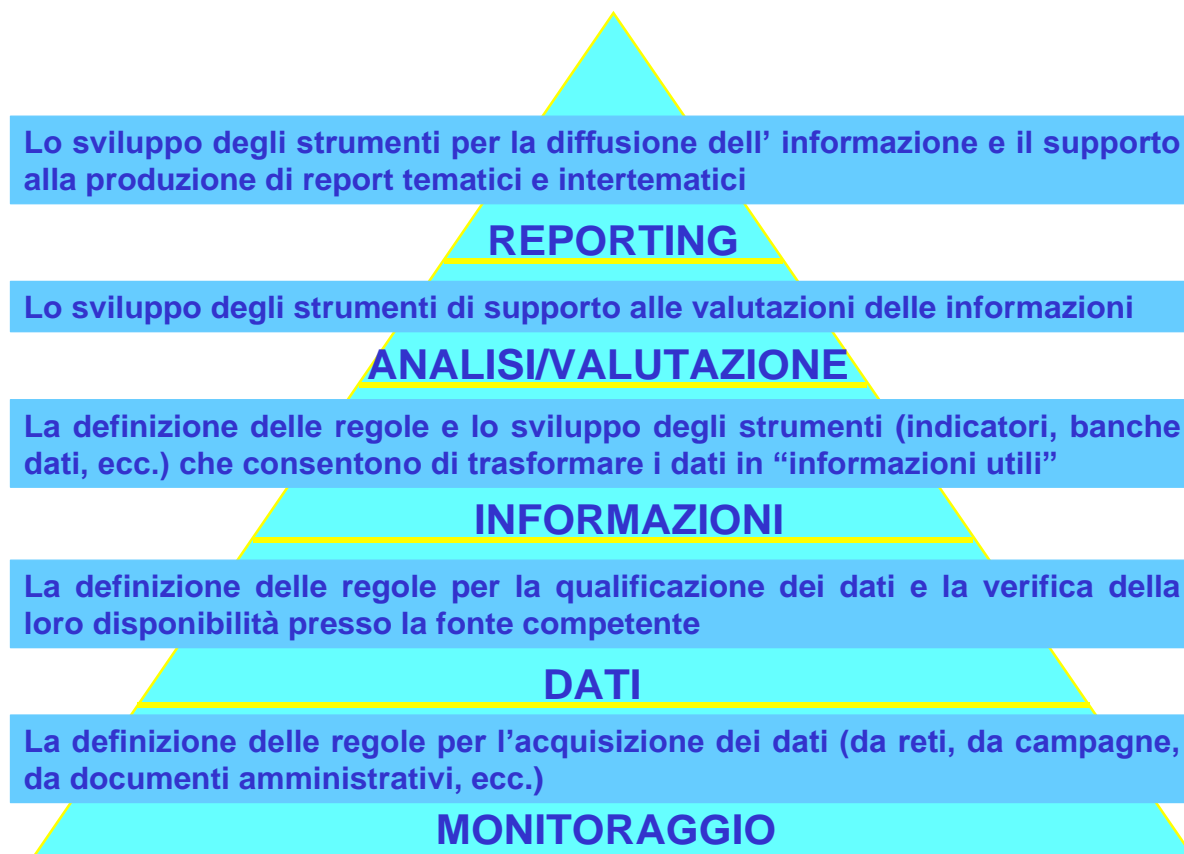 Lo sviluppo degli strumenti per la diffusione dell’ informazione e il supporto
alla produzione di report tematici e intertematici
REPORTING
Lo sviluppo degli strumenti di supporto alle valutazioni delle informazioni
ANALISI/VALUTAZIONE
La definizione delle regole e lo sviluppo degli strumenti (indicatori, banche
dati, ecc.) che consentono di trasformare i dati in “informazioni utili”
INFORMAZIONI
La definizione delle regole per la qualificazione dei dati e la verifica della
loro disponibilità presso la fonte competente
DATI
La definizione delle regole per l’acquisizione dei dati (da reti, da campagne,
da documenti amministrativi, ecc.)
MONITORAGGIO